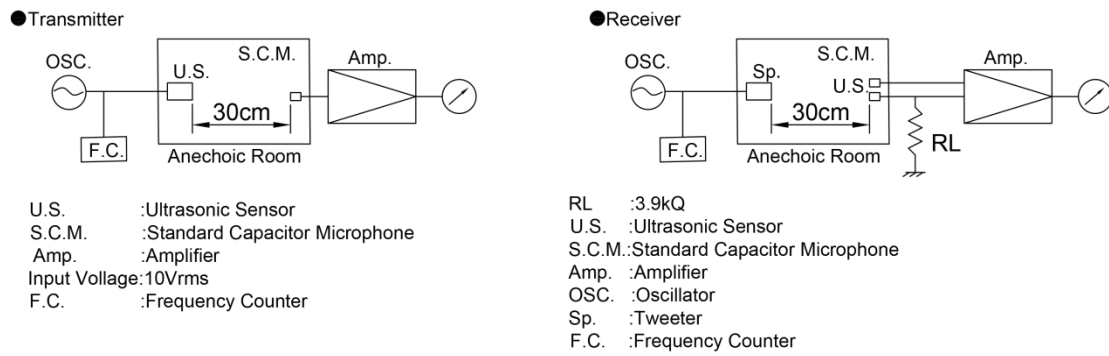 ●Transmitter
OSC.
U.S.
S.C.M.
Amp.
30cm
F.C.
Anechoic Room
U.S. :Ultrasonic Sensor
S.C.M. :Standard Capacitor Microphone
Amp. :Amplifier
Input Vollage:10Vrms
F.C. :Frequency Counter
●Receiver
OSC.
Sp.
S.C.M.
U.S.
Amp.
30cm
F.C.
Anechoic Room
RL
RL :3.9kQ
U.S. :Ultrasonic Sensor
S.C.M.:Standard Capacitor Microphone
Amp. :Amplifier
OSC. :Oscillator
Sp. :Tweeter
F.C. :Frequency Counter